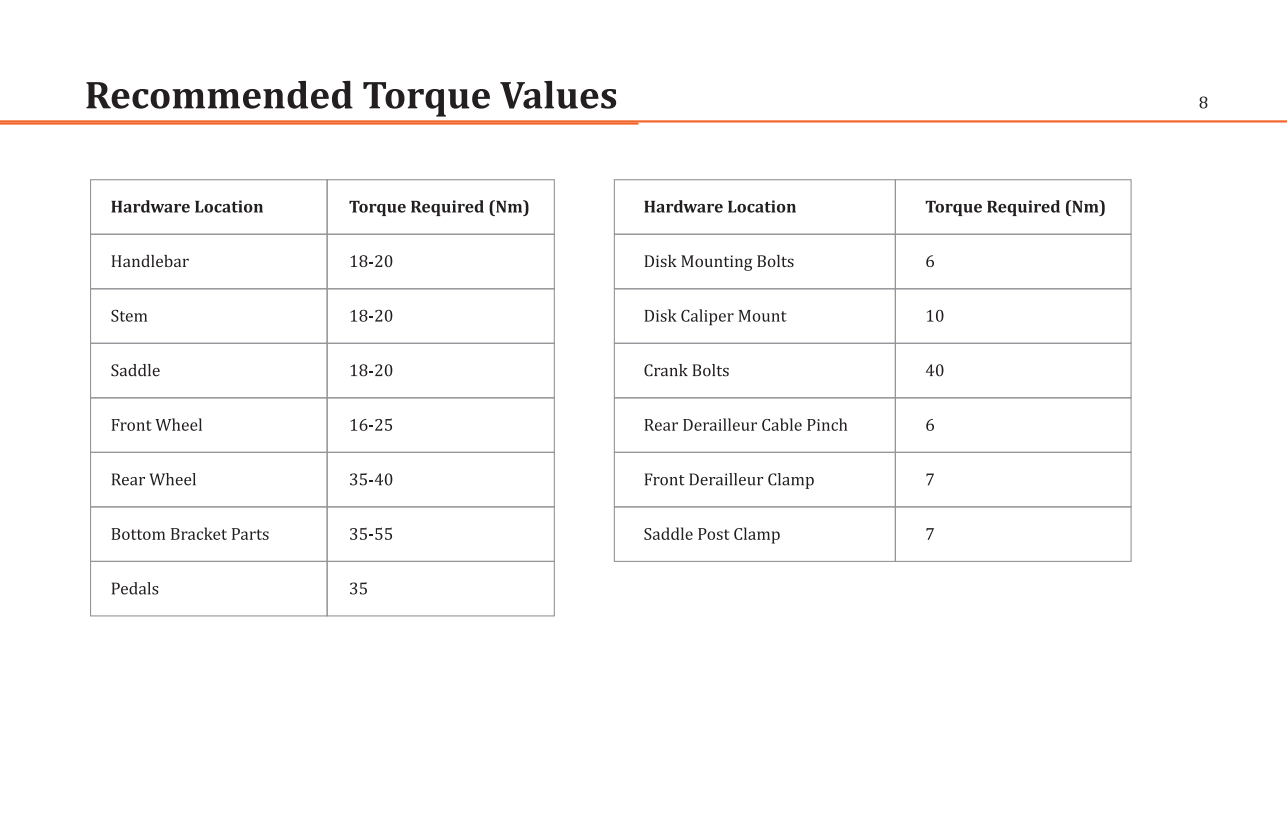 Recommended Torque Values
8
Hardware Location Torque Required (Nm)
Handlebar 18-20
Stem 18-20
Saddle 18-20
Front Wheel 16-25
Rear Wheel 35-40
Bottom Bracket Parts 35-55
Pedals 35
Hardware Location Torque Required (Nm)
Disk Mounting Bolts 6
Disk Caliper Mount 10
Crank Bolts 40
Rear Derailleur Cable Pinch 6
Front Derailleur Clamp 7
Saddle Post Clamp 7